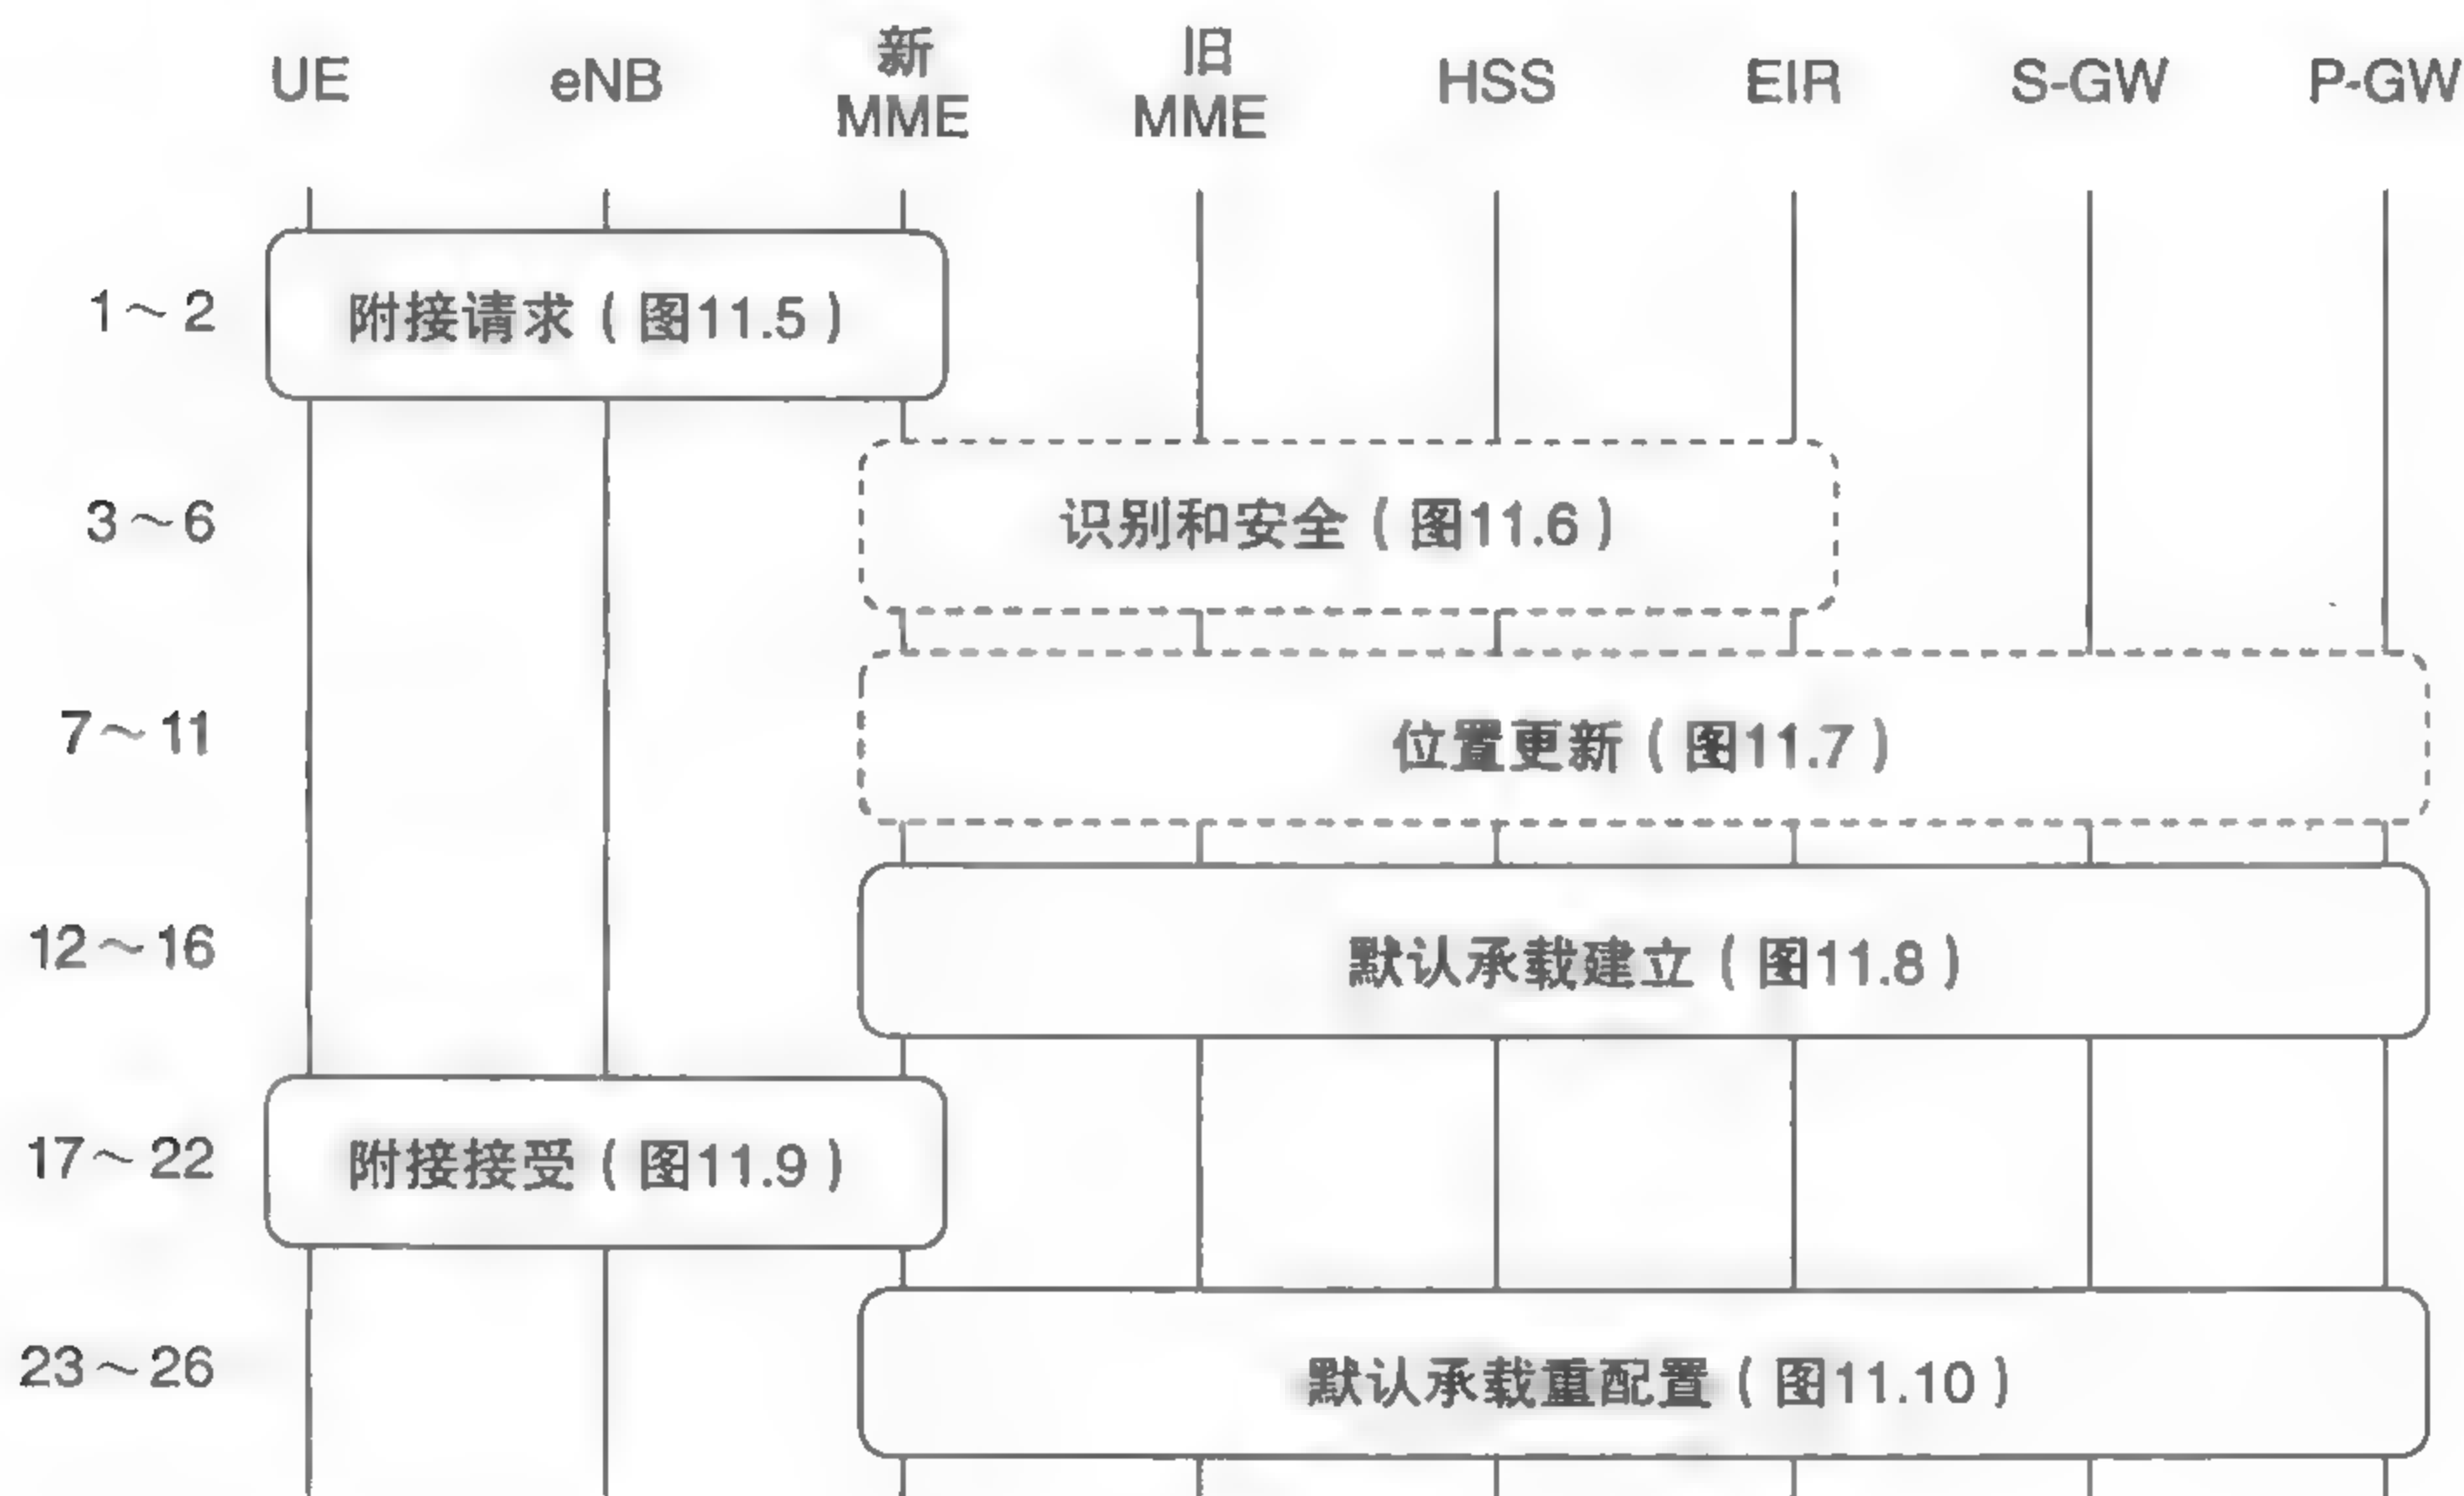 UE eNB 新 MME 旧 MME HSS EIR S-GW P-GW
1～2 附接请求（图11.5）
3～6 识别和安全（图11.6）
7～11 位置更新（图11.7）
12～16 默认承载建立（图11.8）
17～22 附接接受（图11.9）
23～26 默认承载重配置（图11.10）